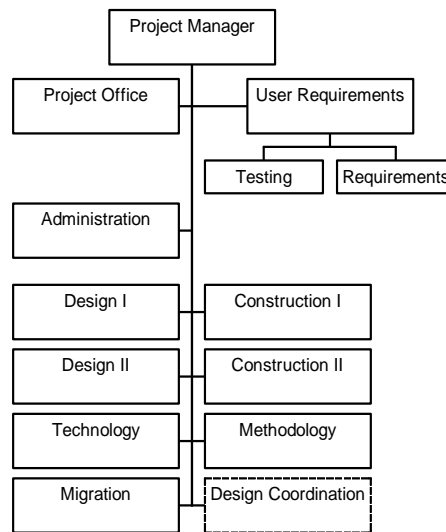 Project Manager
Project Office
User Requirements
Testing
Requirements
Administration
Design I
Construction I
Design II
Construction II
Technology
Methodology
Migration
Design Coordination